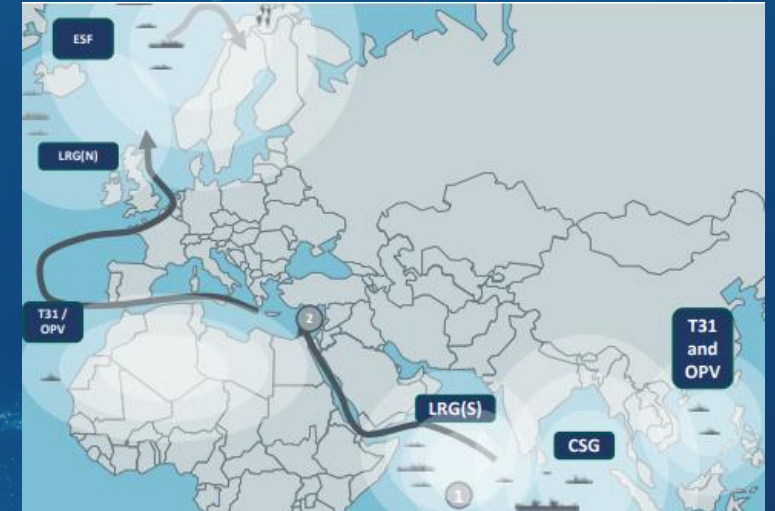 ESF
LRG(N)
T31 /
OPV
2
T31
and
OPV
LRG(S)
CSG
1